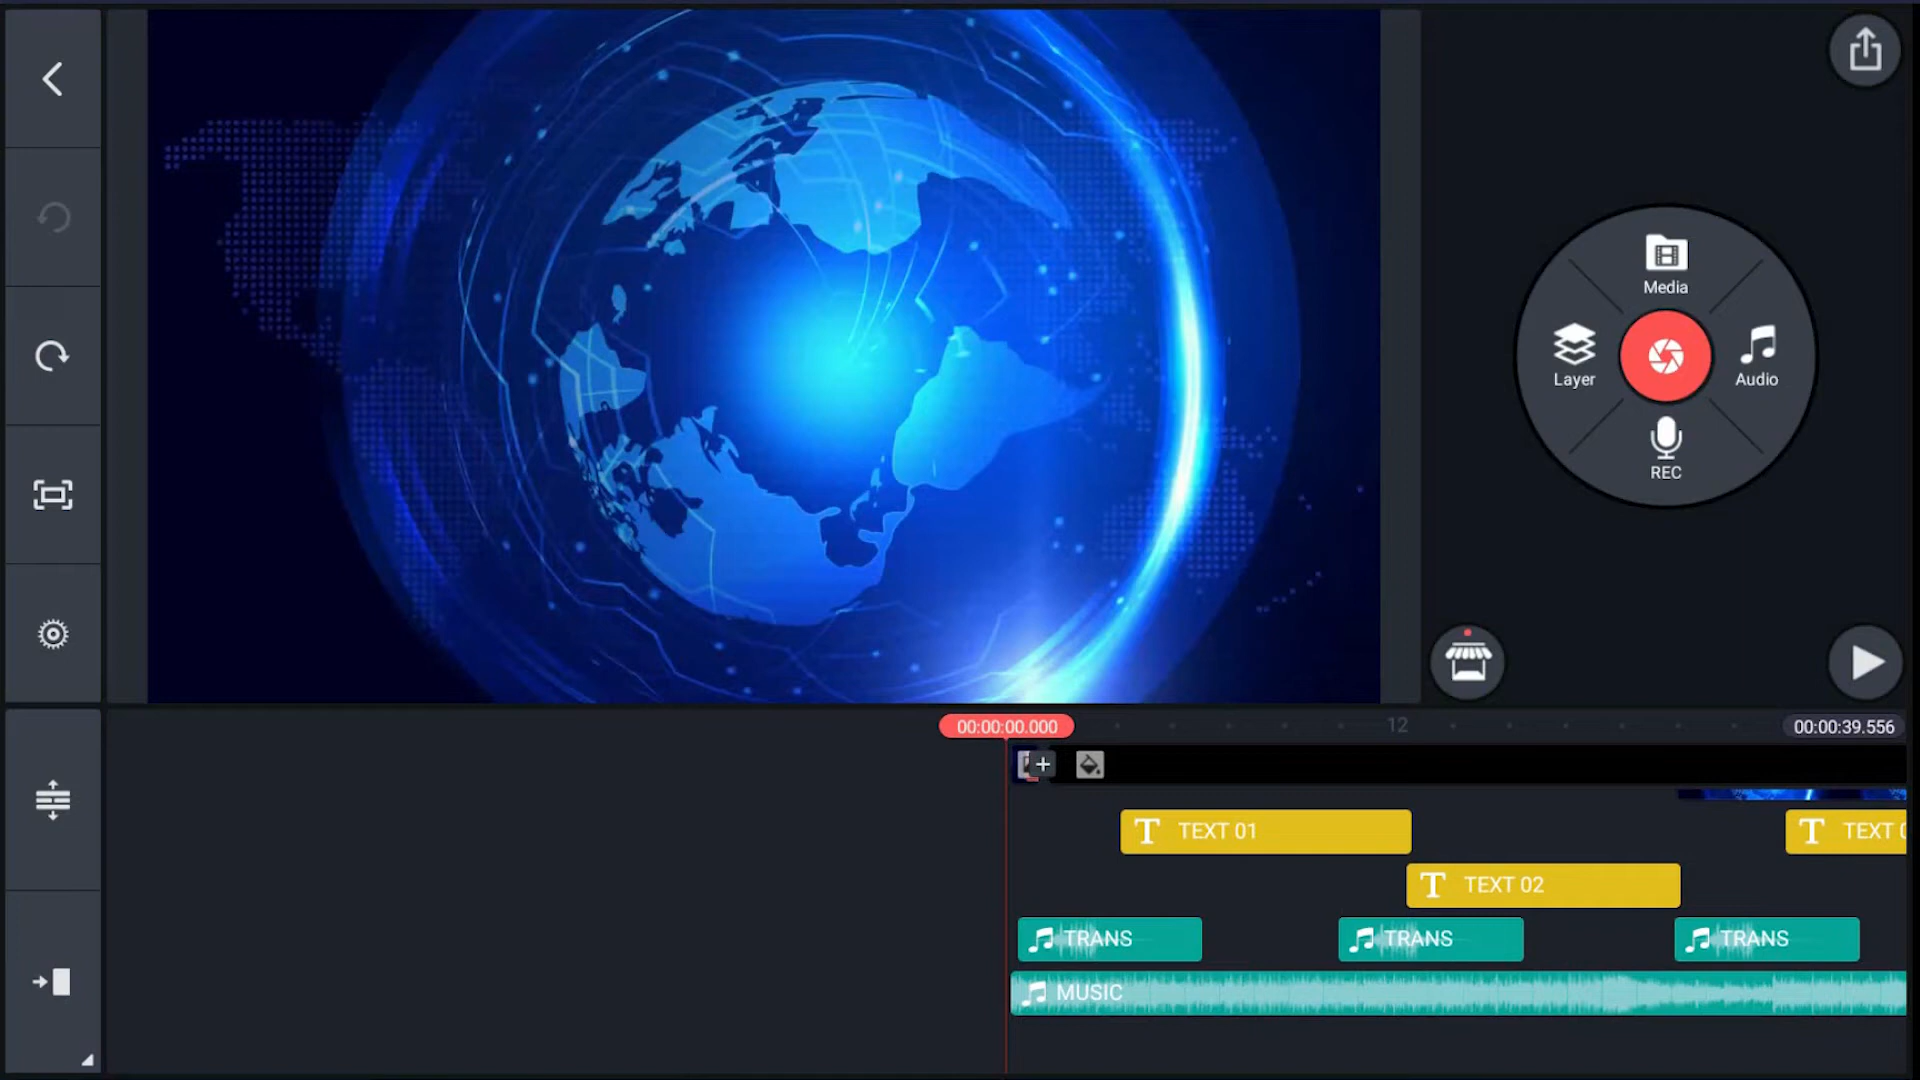 Media
Layer
Audio
REC
00:00:00.000
12
00:00:39.556
T TEXT 01
T TEXT
T TEXT 02
TRANS
TRANS
TRANS
MUSIC